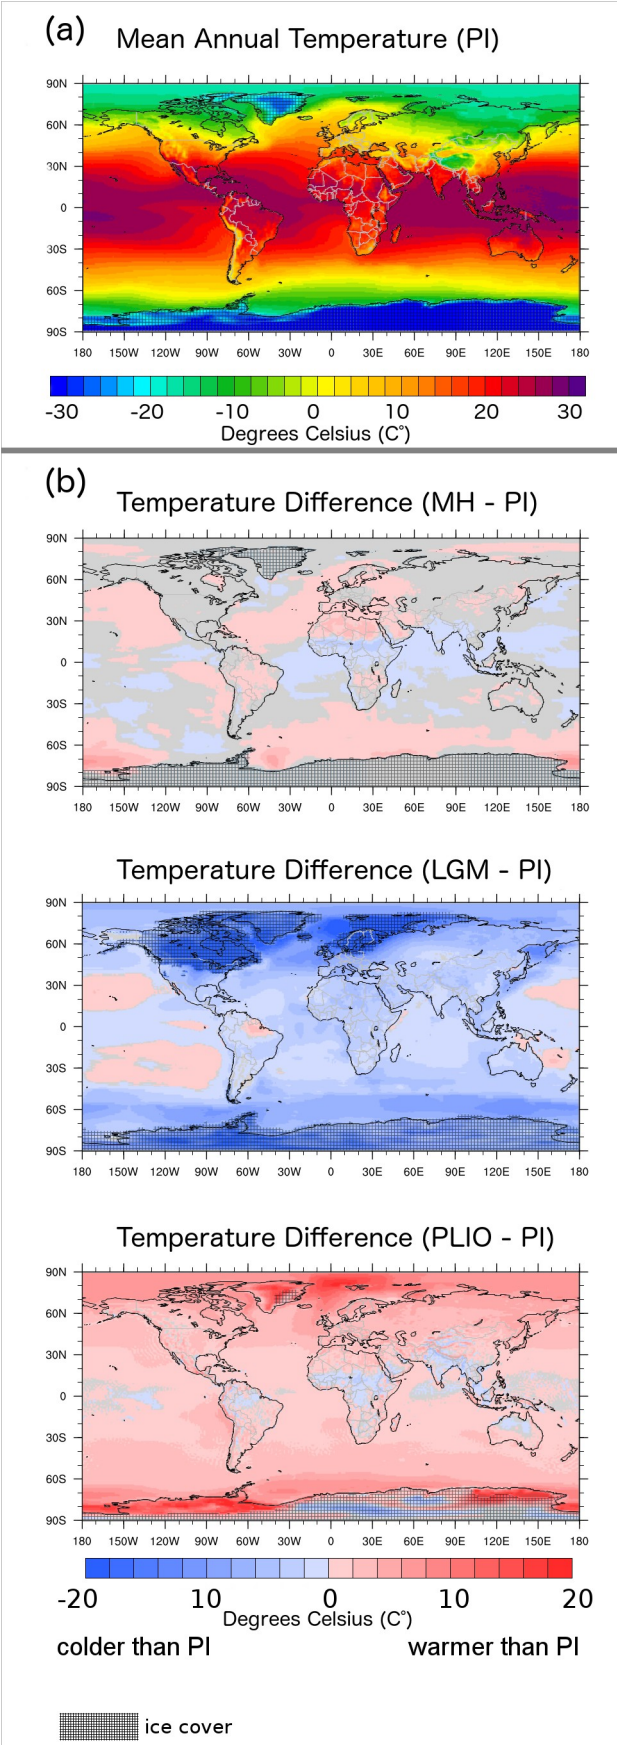 (a) Mean Annual Temperature (PI)
90N
60N
30N
0
30S
60S
90S
180 150W 120W 90W 60W 30W 0 30E 60E 90E 120E 150E 180
-30 -20 -10 0 10 20 30
Degrees Celsius (C°)
(b)
Temperature Difference (MH - PI)
90N
60N
30N
0
30S
60S
90S
180 150W 120W 90W 60W 30W 0 30E 60E 90E 120E 150E 180
Temperature Difference (LGM - PI)
90N
60N
30N
0
30S
60S
90S
180 150W 120W 90W 60W 30W 0 30E 60E 90E 120E 150E 180
Temperature Difference (PLIO - PI)
90N
60N
30N
0
30S
60S
90S
180 150W 120W 90W 60W 30W 0 30E 60E 90E 120E 150E 180
-20 10 0 10 20
Degrees Celsius (C°)
colder than PI warmer than PI
ice cover